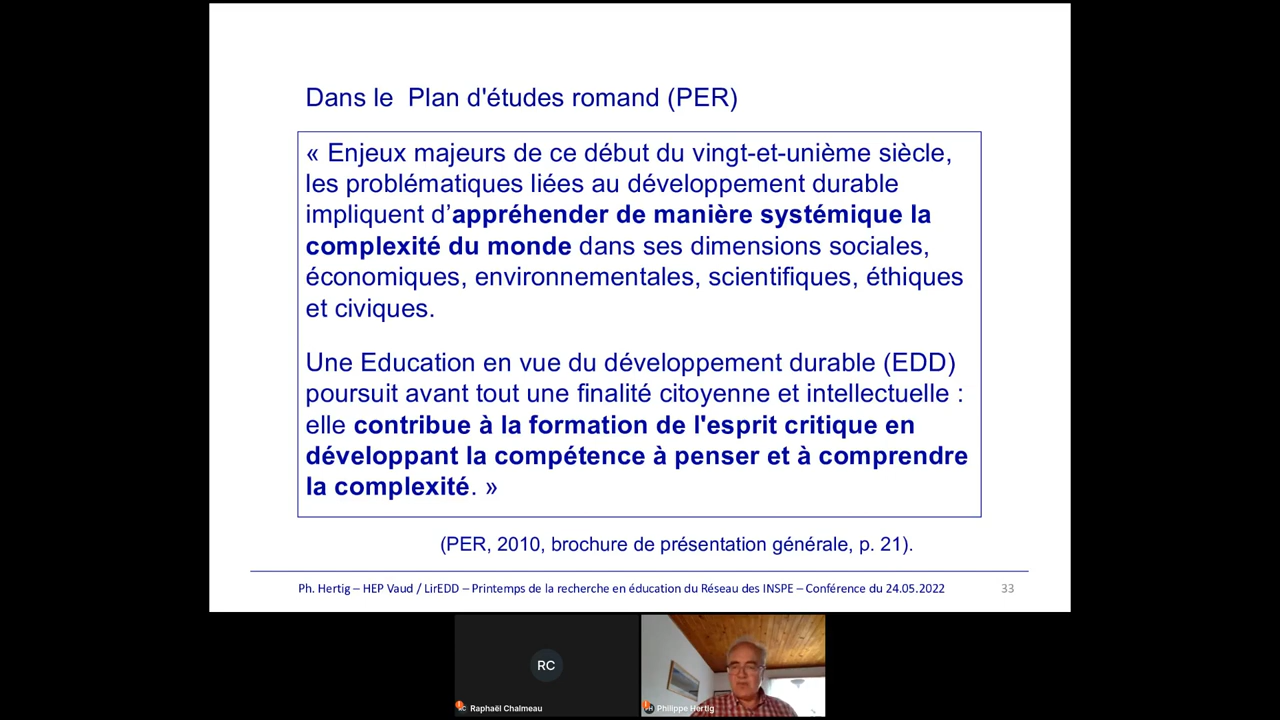 Dans le  Plan d'études romand (PER)
« Enjeux majeurs de ce début du vingt-et-unième siècle,
les problématiques liées au développement durable
impliquent d’appréhender de manière systémique la
complexité du monde dans ses dimensions sociales,
économiques, environnementales, scientifiques, éthiques
et civiques.
Une Education en vue du développement durable (EDD)
poursuit avant tout une finalité citoyenne et intellectuelle :
elle contribue à la formation de l'esprit critique en
développant la compétence à penser et à comprendre
la complexité. »
(PER, 2010, brochure de présentation générale, p. 21).
Ph. Hertig – HEP Vaud / LirEDD – Printemps de la recherche en éducation du Réseau des INSPE – Conférence du 24.05.2022
33
RC
Raphaël Chalmeau
Philippe Hertig